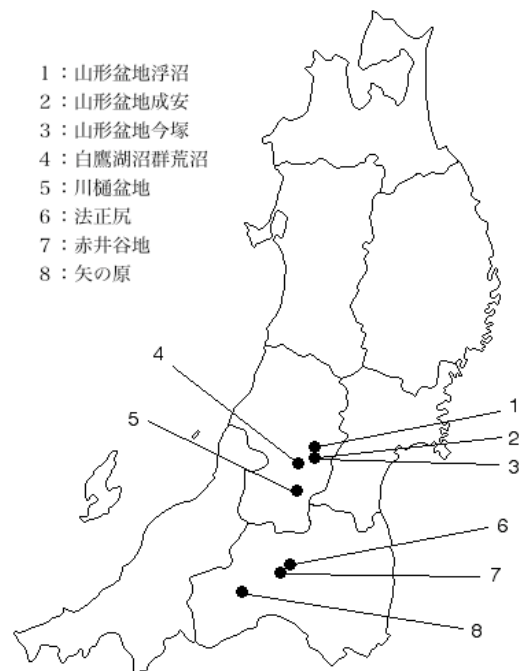 1：山形盆地浮沼
2：山形盆地成安
3：山形盆地今塚
4：白鷹湖沼群荒沼
5：川樋盆地
6：法正尻
7：赤井谷地
8：矢の原
4
5
1
2
3
6
7
8